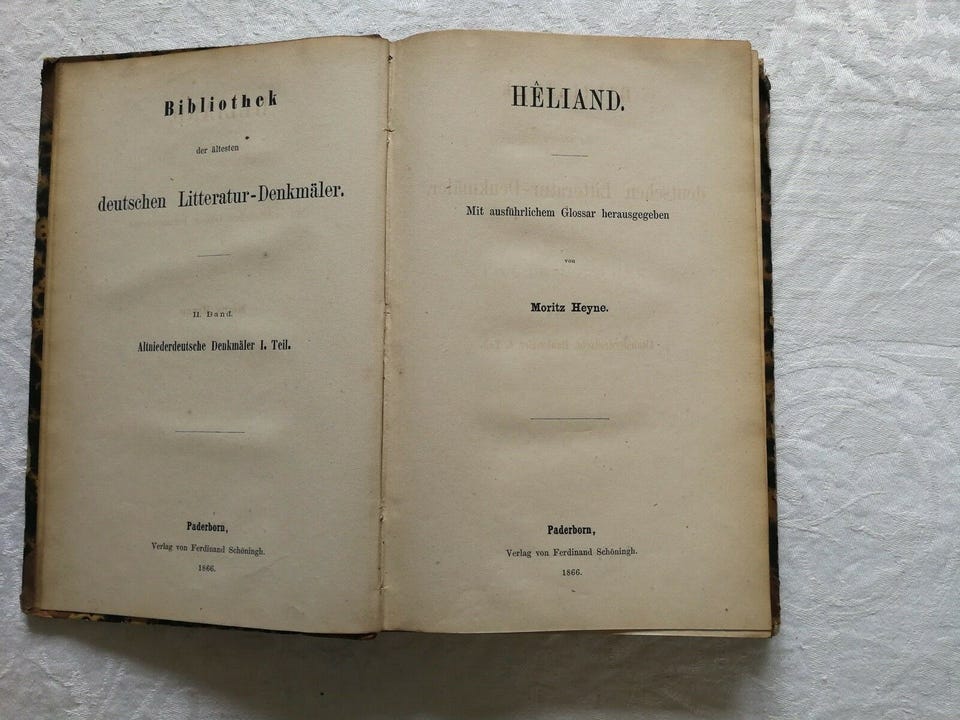 Bibliothek
der ältesten
deutschen Litteratur-Denkmäler.
II. Band.
Altniederdeutsche Denkmäler I. Teil.
Paderborn,
Verlag von Ferdinand Schöningh.
1866.
HÊLIAND.
Mit ausführlichem Glossar herausgegeben
von
Moritz Heyne.
Paderborn,
Verlag von Ferdinand Schöningh.
1866.